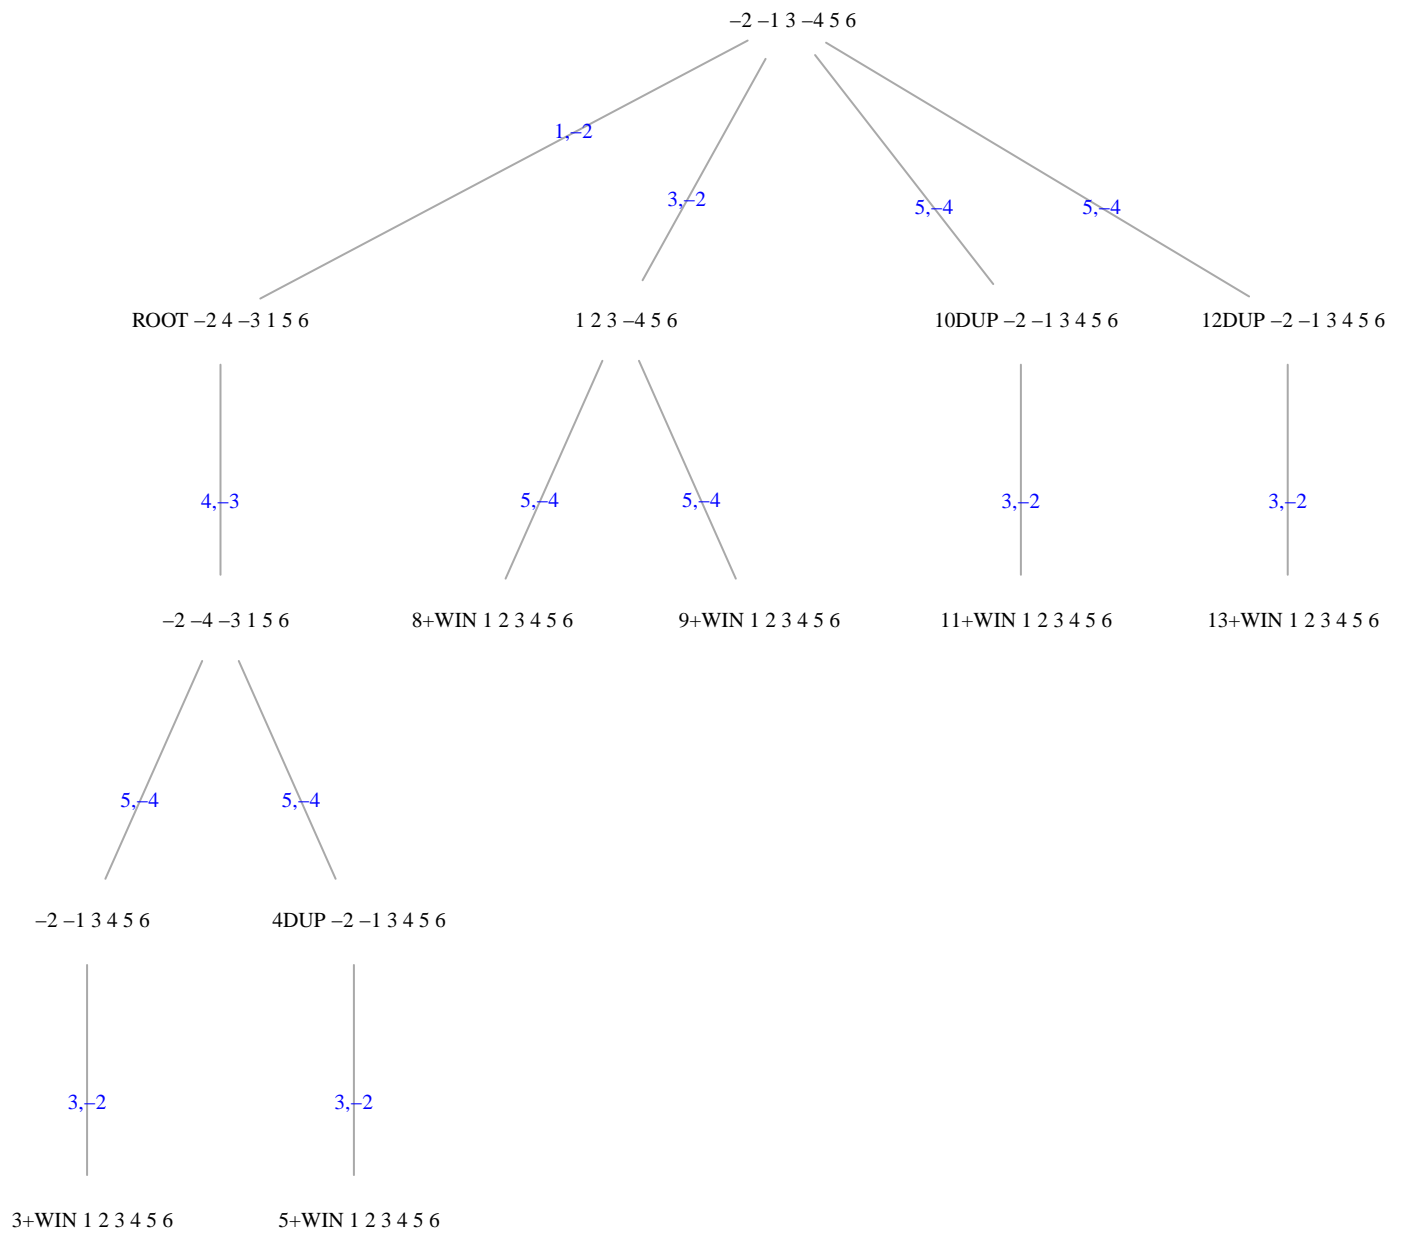 –2 –1 3 –4 5 6
1,–2
3,–2
5,–4
5,–4
ROOT –2 4 –3 1 5 6
1 2 3 –4 5 6
10DUP –2 –1 3 4 5 6
12DUP –2 –1 3 4 5 6
4,–3
5,–4
5,–4
3,–2
3,–2
–2 –4 –3 1 5 6
8+WIN 1 2 3 4 5 6
9+WIN 1 2 3 4 5 6
11+WIN 1 2 3 4 5 6
13+WIN 1 2 3 4 5 6
5,–4
5,–4
–2 –1 3 4 5 6
4DUP –2 –1 3 4 5 6
3,–2
3,–2
3+WIN 1 2 3 4 5 6
5+WIN 1 2 3 4 5 6